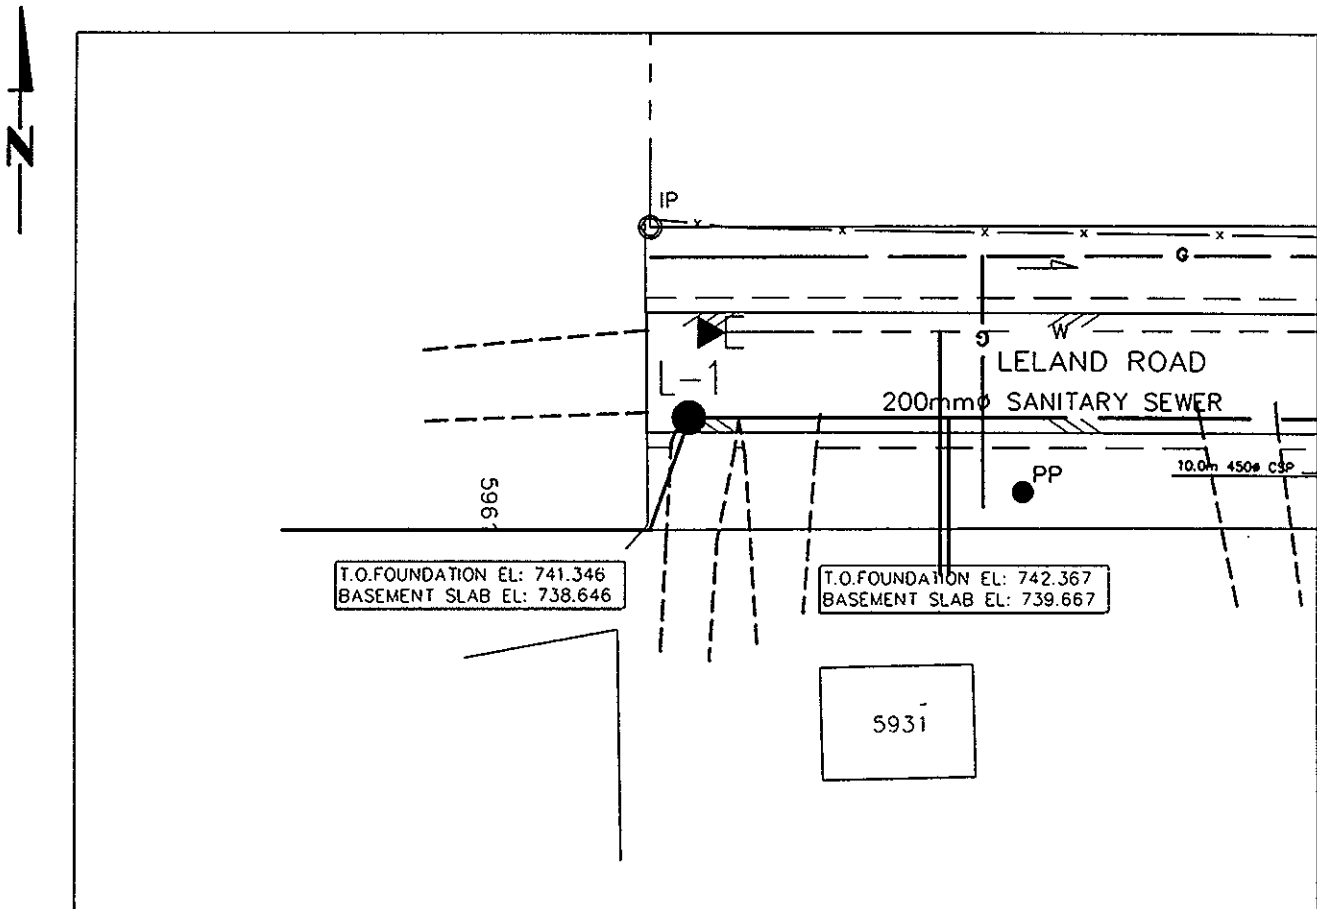 N
IP
x x x x x
G
W
G
L-1
LELAND ROAD
200mmø SANITARY SEWER
10.0m 450ø CSP
PP
T.O.FOUNDATION EL: 741.346
BASEMENT SLAB EL: 738.646
T.O.FOUNDATION EL: 742.367
BASEMENT SLAB EL: 739.667
5931